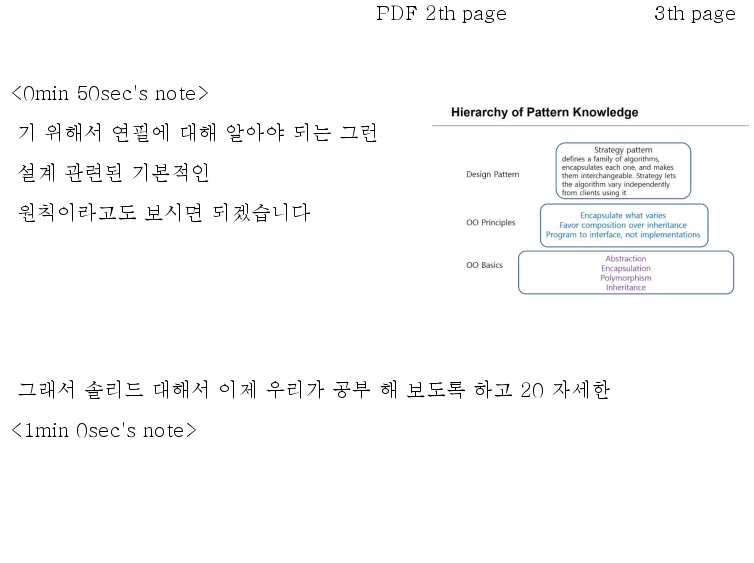 PDF 2th page 3th page
<0min 50sec's note>
기 위해서 연필에 대해 알아야 되는 그런
설계 관련된 기본적인
원칙이라고도 보시면 되겠습니다
Hierarchy of Pattern Knowledge
Design Pattern
Strategy pattern
defines a family of algorithms,
encapsulates each one, and makes
them interchangeable. Strategy lets
the algorithm vary independently
from clients using it
OO Principles
Encapsulate what varies
Favor composition over inheritance
Program to interface, not implementations
OO Basics
Abstraction
Encapsulation
Polymorphism
Inheritance
그래서 솔리드 대해서 이제 우리가 공부 해 보도록 하고 20 자세한
<1min 0sec's note>